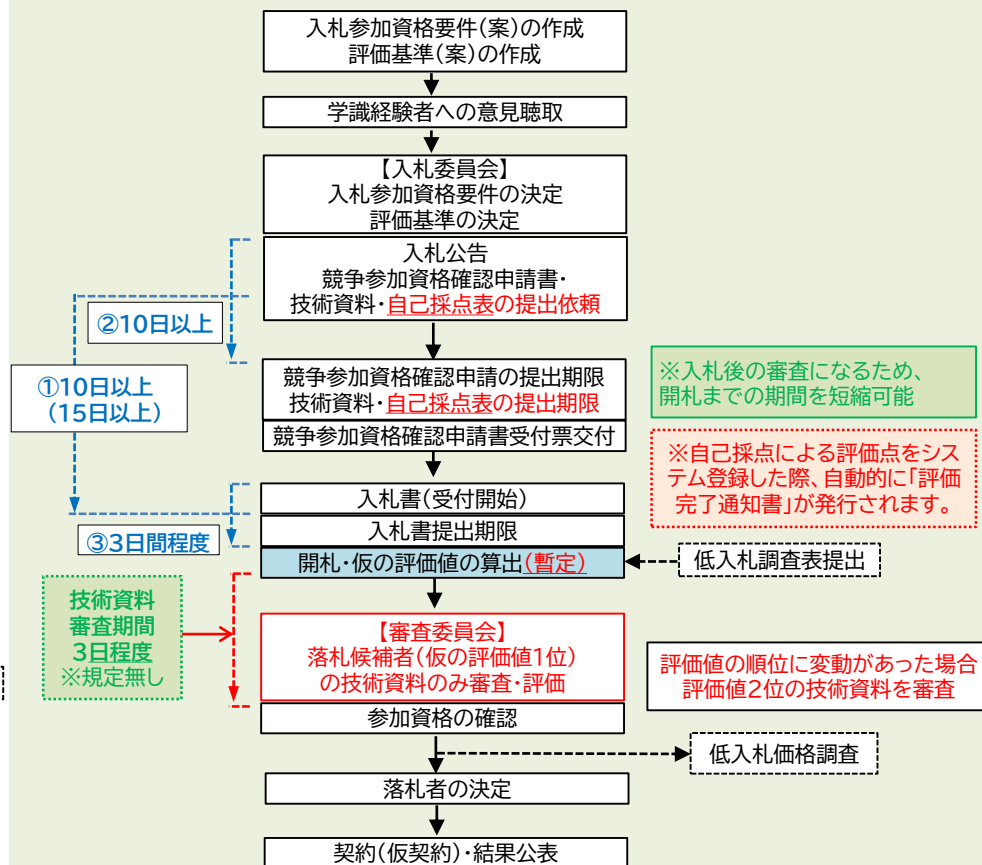 入札参加資格要件(案)の作成
評価基準(案)の作成
学識経験者への意見聴取
【入札委員会】
入札参加資格要件の決定
評価基準の決定
入札公告
競争参加資格確認申請書・
技術資料・自己採点表の提出依頼
②10日以上
①10日以上
(15日以上)
競争参加資格確認申請の提出期限
技術資料・自己採点表の提出期限
競争参加資格確認申請書受付票交付
※入札後の審査になるため、
開札までの期間を短縮可能
※自己採点による評価点をシス
テム登録した際、自動的に「評価
完了通知書」が発行されます。
入札書(受付開始)
入札書提出期限
③3日間程度
開札・仮の評価値の算出(暫定)
低入札調査表提出
技術資料
審査期間
3日程度
※規定無し
【審査委員会】
落札候補者(仮の評価値1位)
の技術資料のみ審査・評価
評価値の順位に変動があった場合
評価値2位の技術資料を審査
参加資格の確認
低入札価格調査
落札者の決定
契約(仮契約)・結果公表